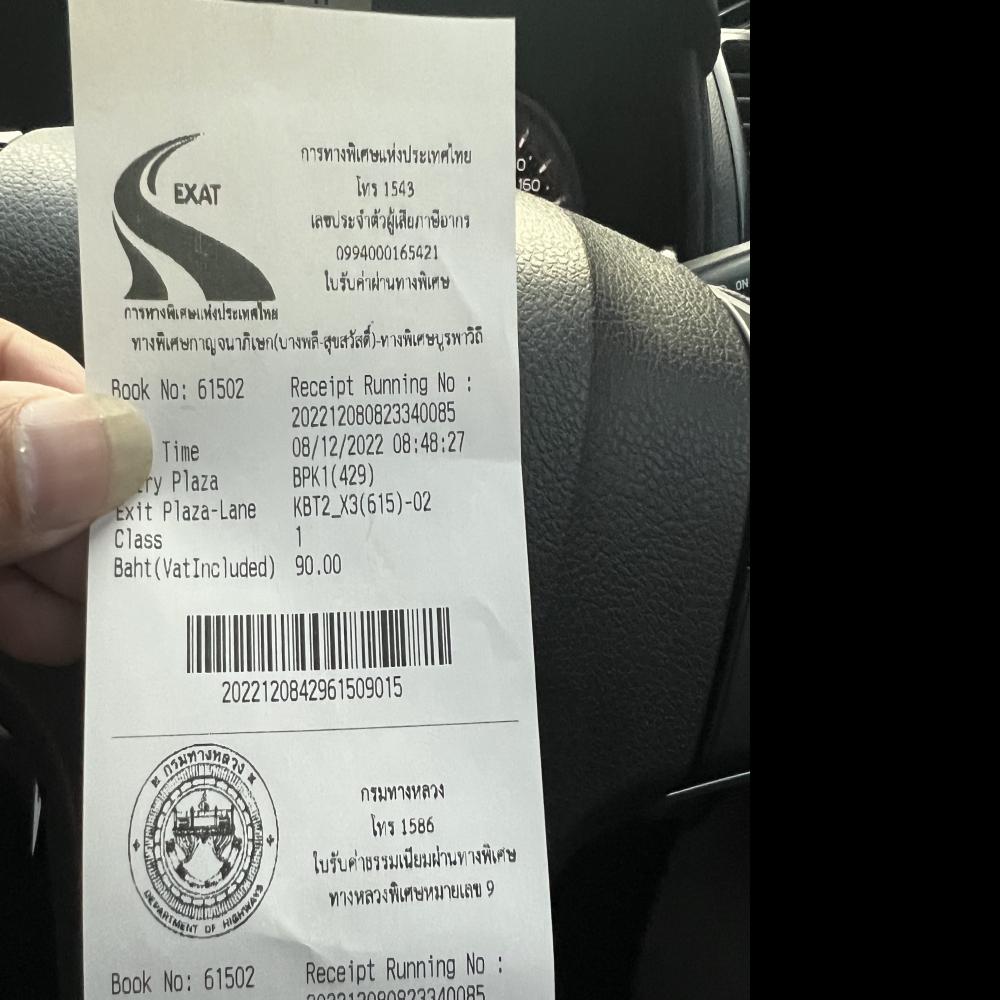 EXAT
การทางพิเศษแห่งประเทศไทย
การทางพิเศษแห่งประเทศไทย
โทร 1543
เลขประจำตัวผู้เสียภาษีอากร
0994000165421
ใบรับค่าผ่านทางพิเศษ
ทางพิเศษกาญจนาภิเษก(บางพลี-สุขสวัสดิ์)-ทางพิเศษบูรพาวิถี
Book No: 61502 Receipt Running No :
202212080823340085
Time 08/12/2022 08:48:27
Plaza BPK1(429)
Exit Plaza-Lane KBT2_X3(615)-02
Class 1
Baht(VatIncluded) 90.00
2022120842961509015
กรมทางหลวง
DEPARTMENT OF HIGHWAYS
กรมทางหลวง
โทร 1586
ใบรับค่าธรรมเนียมผ่านทางพิเศษ
ทางหลวงพิเศษหมายเลข 9
Book No: 61502 Receipt Running No :
202212080823340085
160
ON